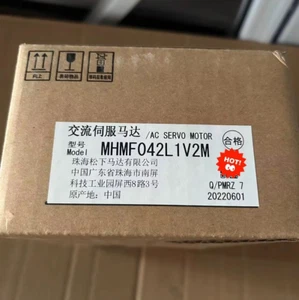 交流伺服马达 /AC SERVO MOTOR
型号
Model MHMF042L1V2M
合格
珠海松下马达有限公司
中国广东省珠海市南屏
科技工业园屏西8路3号
原产地：中国
HOT!
Q/PMRZ 7
20220601